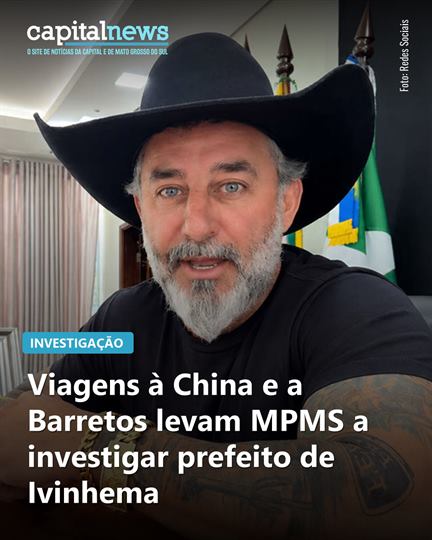 capitalnews
O SITE DE NOTÍCIAS DA CAPITAL E DE MATO GROSSO DO SUL
Foto: Redes Sociais
INVESTIGAÇÃO
Viagens à China e a
Barretos levam MPMS a
investigar prefeito de
Ivinhema